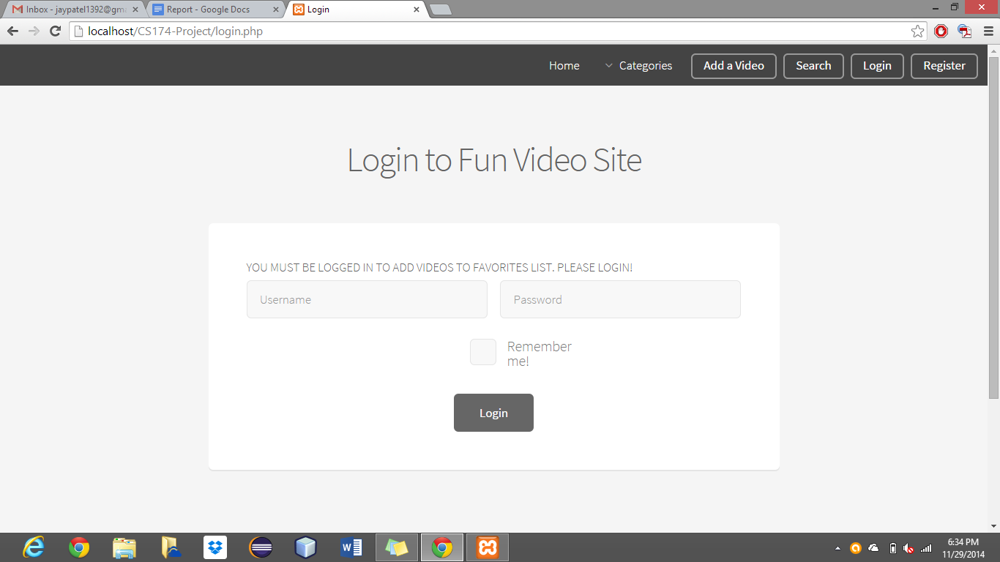 Inbox - jaypatel1392@gm
Report - Google Docs
Login
localhost/CS174-Project/login.php
Home
Categories
Add a Video
Search
Login
Register
Login to Fun Video Site
YOU MUST BE LOGGED IN TO ADD VIDEOS TO FAVORITES LIST. PLEASE LOGIN!
Username
Password
Remember
me!
Login
6:34 PM
11/29/2014